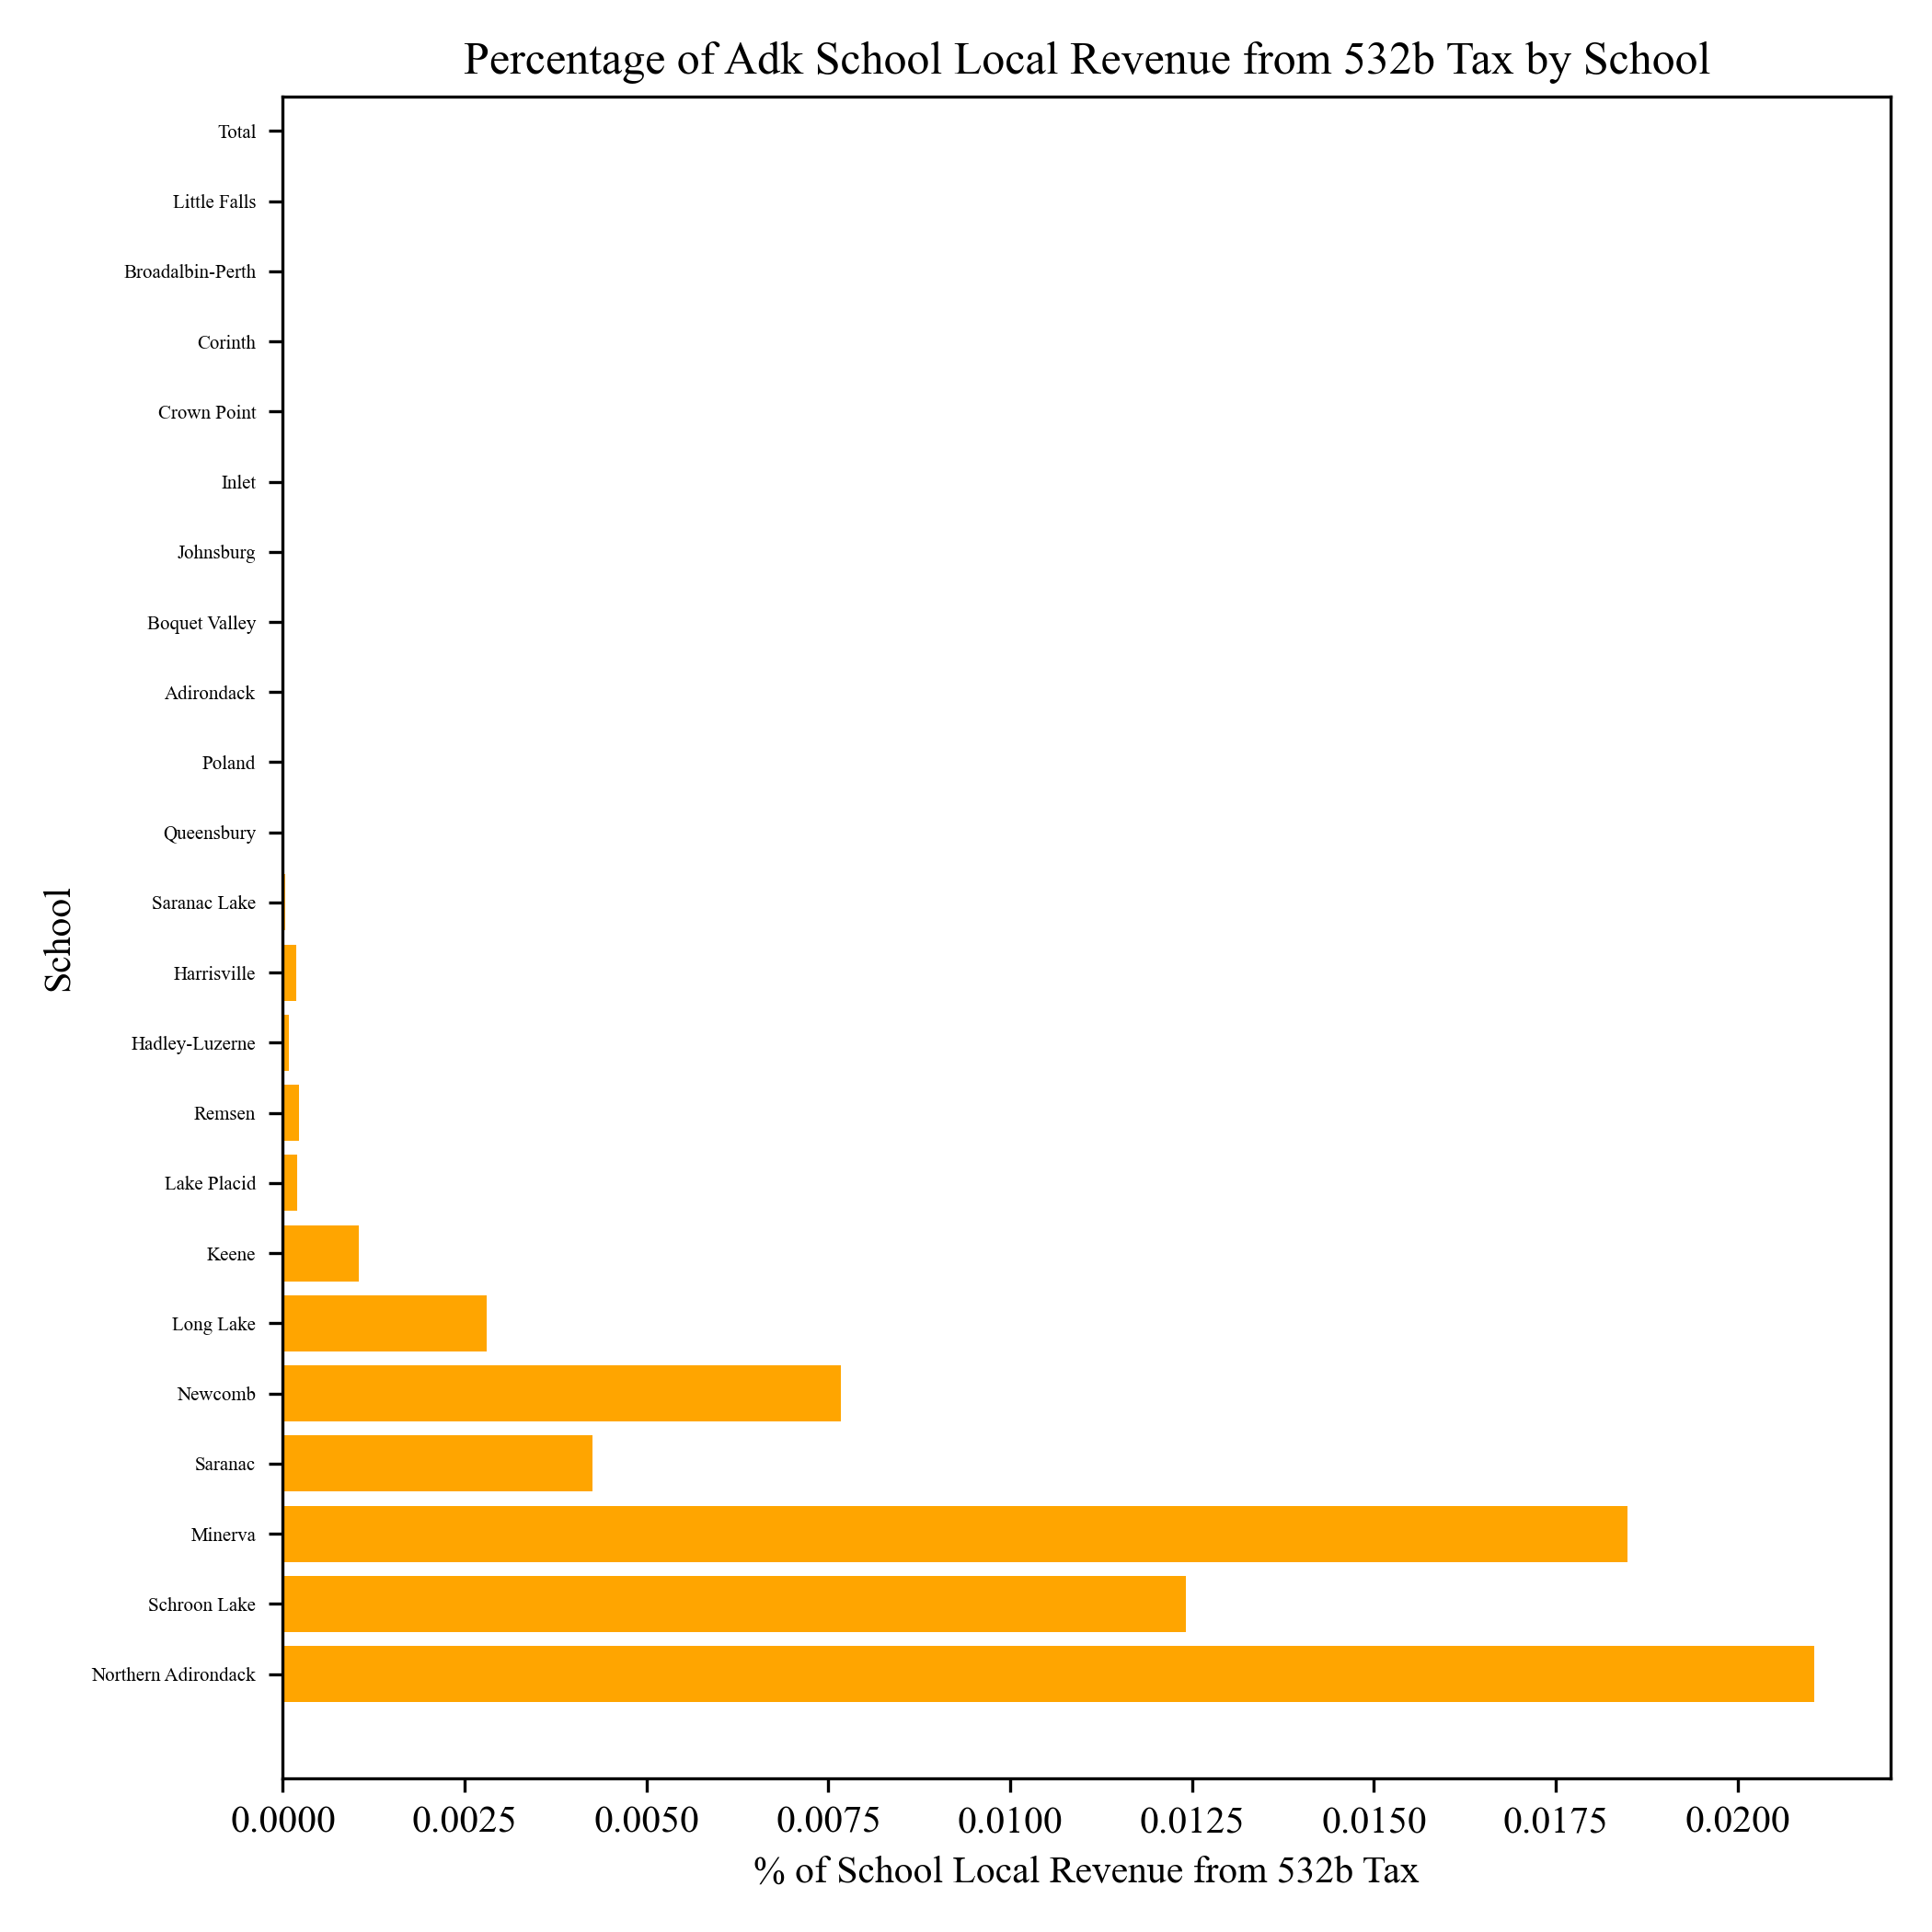 Percentage of Adk School Local Revenue from 532b Tax by School
Total
Little Falls
Broadalbin-Perth
Corinth
Crown Point
Inlet
Johnsburg
Boquet Valley
Adirondack
Poland
Queensbury
Saranac Lake
Harrisville
Hadley-Luzerne
Remsen
Lake Placid
Keene
Long Lake
Newcomb
Saranac
Minerva
Schroon Lake
Northern Adirondack
School
0.0000 0.0025 0.0050 0.0075 0.0100 0.0125 0.0150 0.0175 0.0200
% of School Local Revenue from 532b Tax